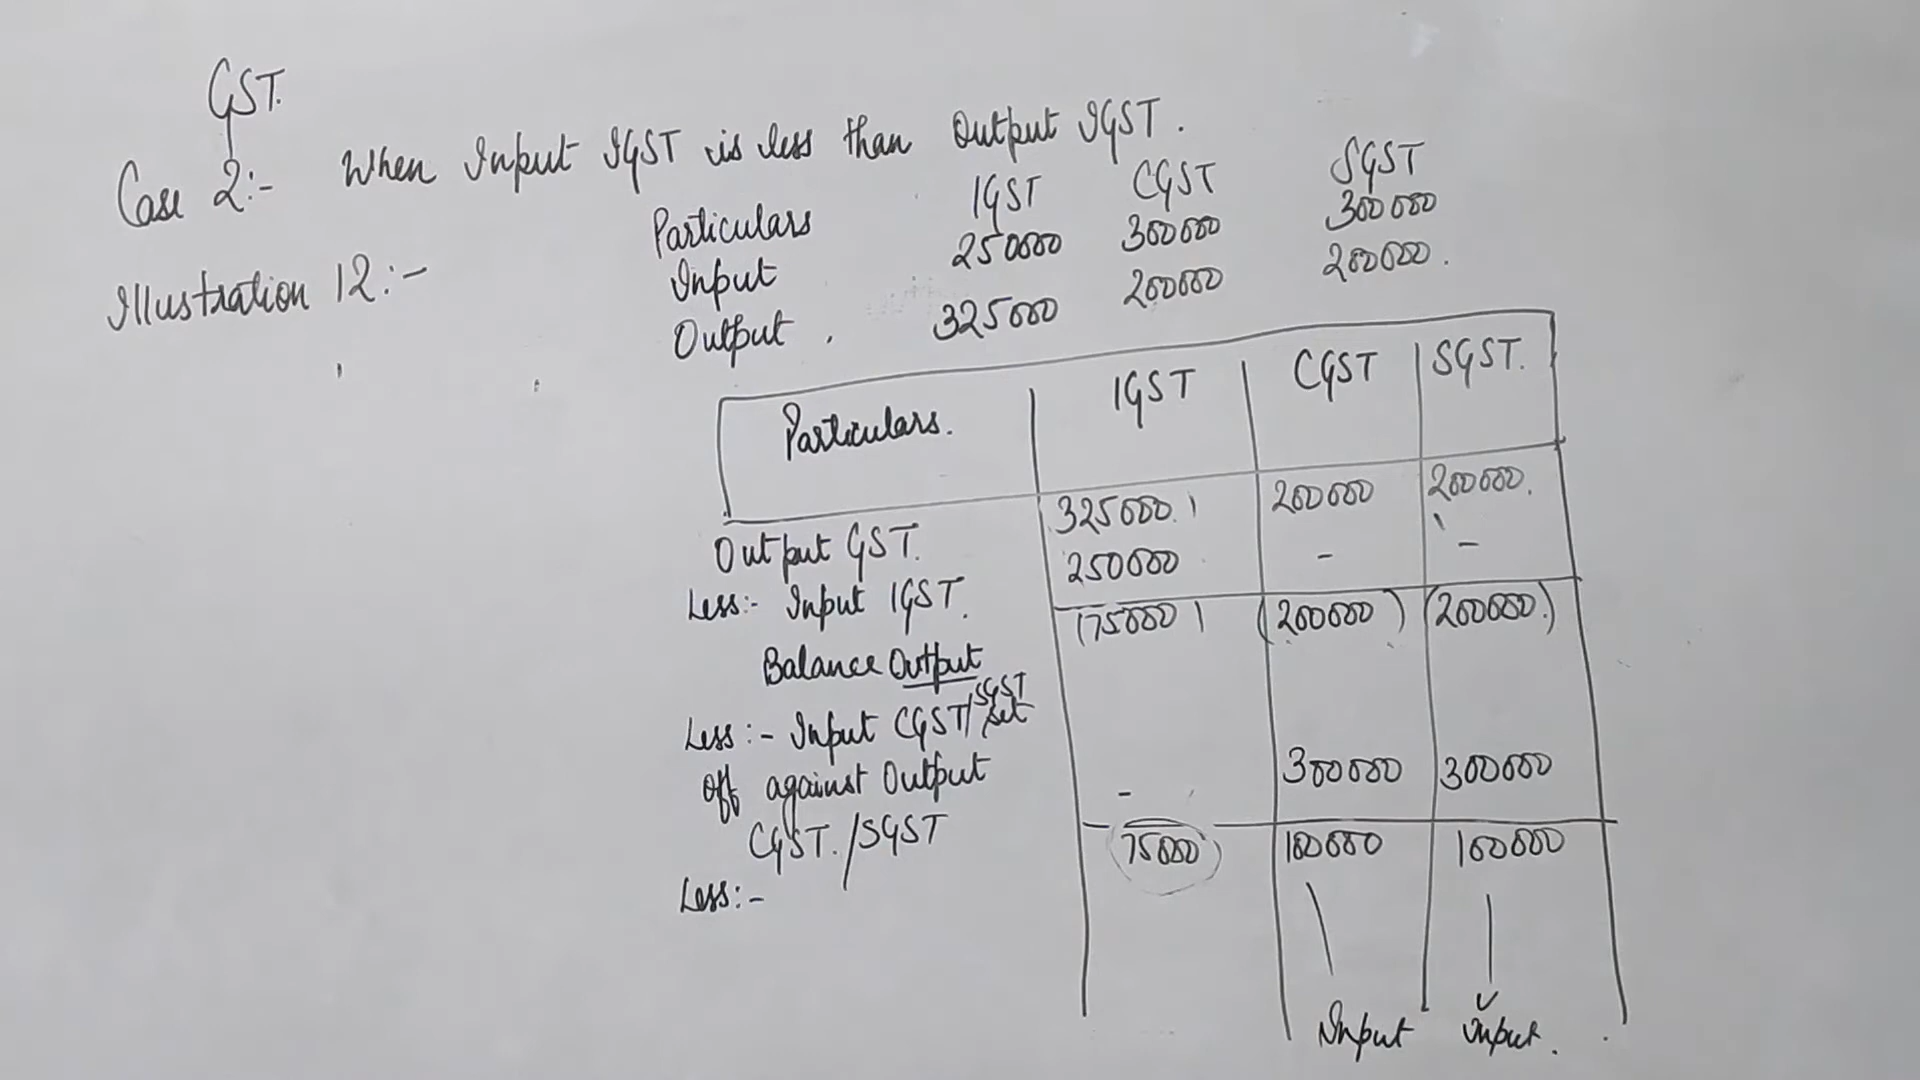 GST.
Case 2:- When Input IGST is less than Output IGST.
Particulars IGST CGST SGST
Input 250000 300000 300000
Output . 325000 200000 200000.
Illustration 12:-
Particulars. IGST CGST SGST.
Output GST. 325000 200000 200000.
Less:- Input IGST. 250000 - -
Balance Output (75000) (200000) (200000.)
Less:- Input CGST/SGST set
off against Output
CGST./SGST - 300000 300000
75000 100000 100000
Less:-
Input Input.